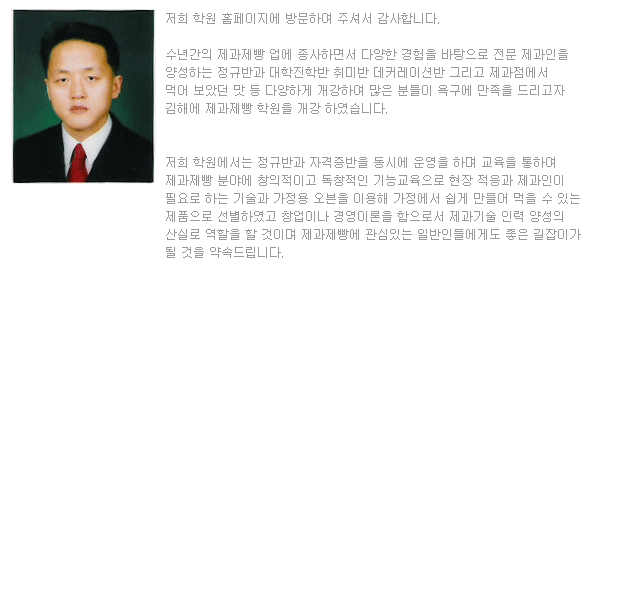 저희 학원 홈페이지에 방문하여 주셔서 감사합니다.
수년간의 제과제빵 업에 종사하면서 다양한 경험을 바탕으로 전문 제과인을
양성하는 정규반과 대학진학반 취미반 데커레이션반 그리고 제과점에서
먹어 보았던 맛 등 다양하게 개강하여 많은 분들이 욕구에 만족을 드리고자
김해에 제과제빵 학원을 개강 하였습니다.
저희 학원에서는 정규반과 자격증반을 동시에 운영을 하며 교육을 통하여
제과제빵 분야에 창의적이고 독창적인 기능교육으로 현장 적응과 제과인이
필요로 하는 기술과 가정용 오븐을 이용해 가정에서 쉽게 만들어 먹을 수 있는
제품으로 선별하였고 창업이나 경영이론을 함으로서 제과기술 인력 양성의
산실로 역할을 할 것이며 제과제빵에 관심있는 일반인들에게도 좋은 길잡이가
될 것을 약속드립니다.